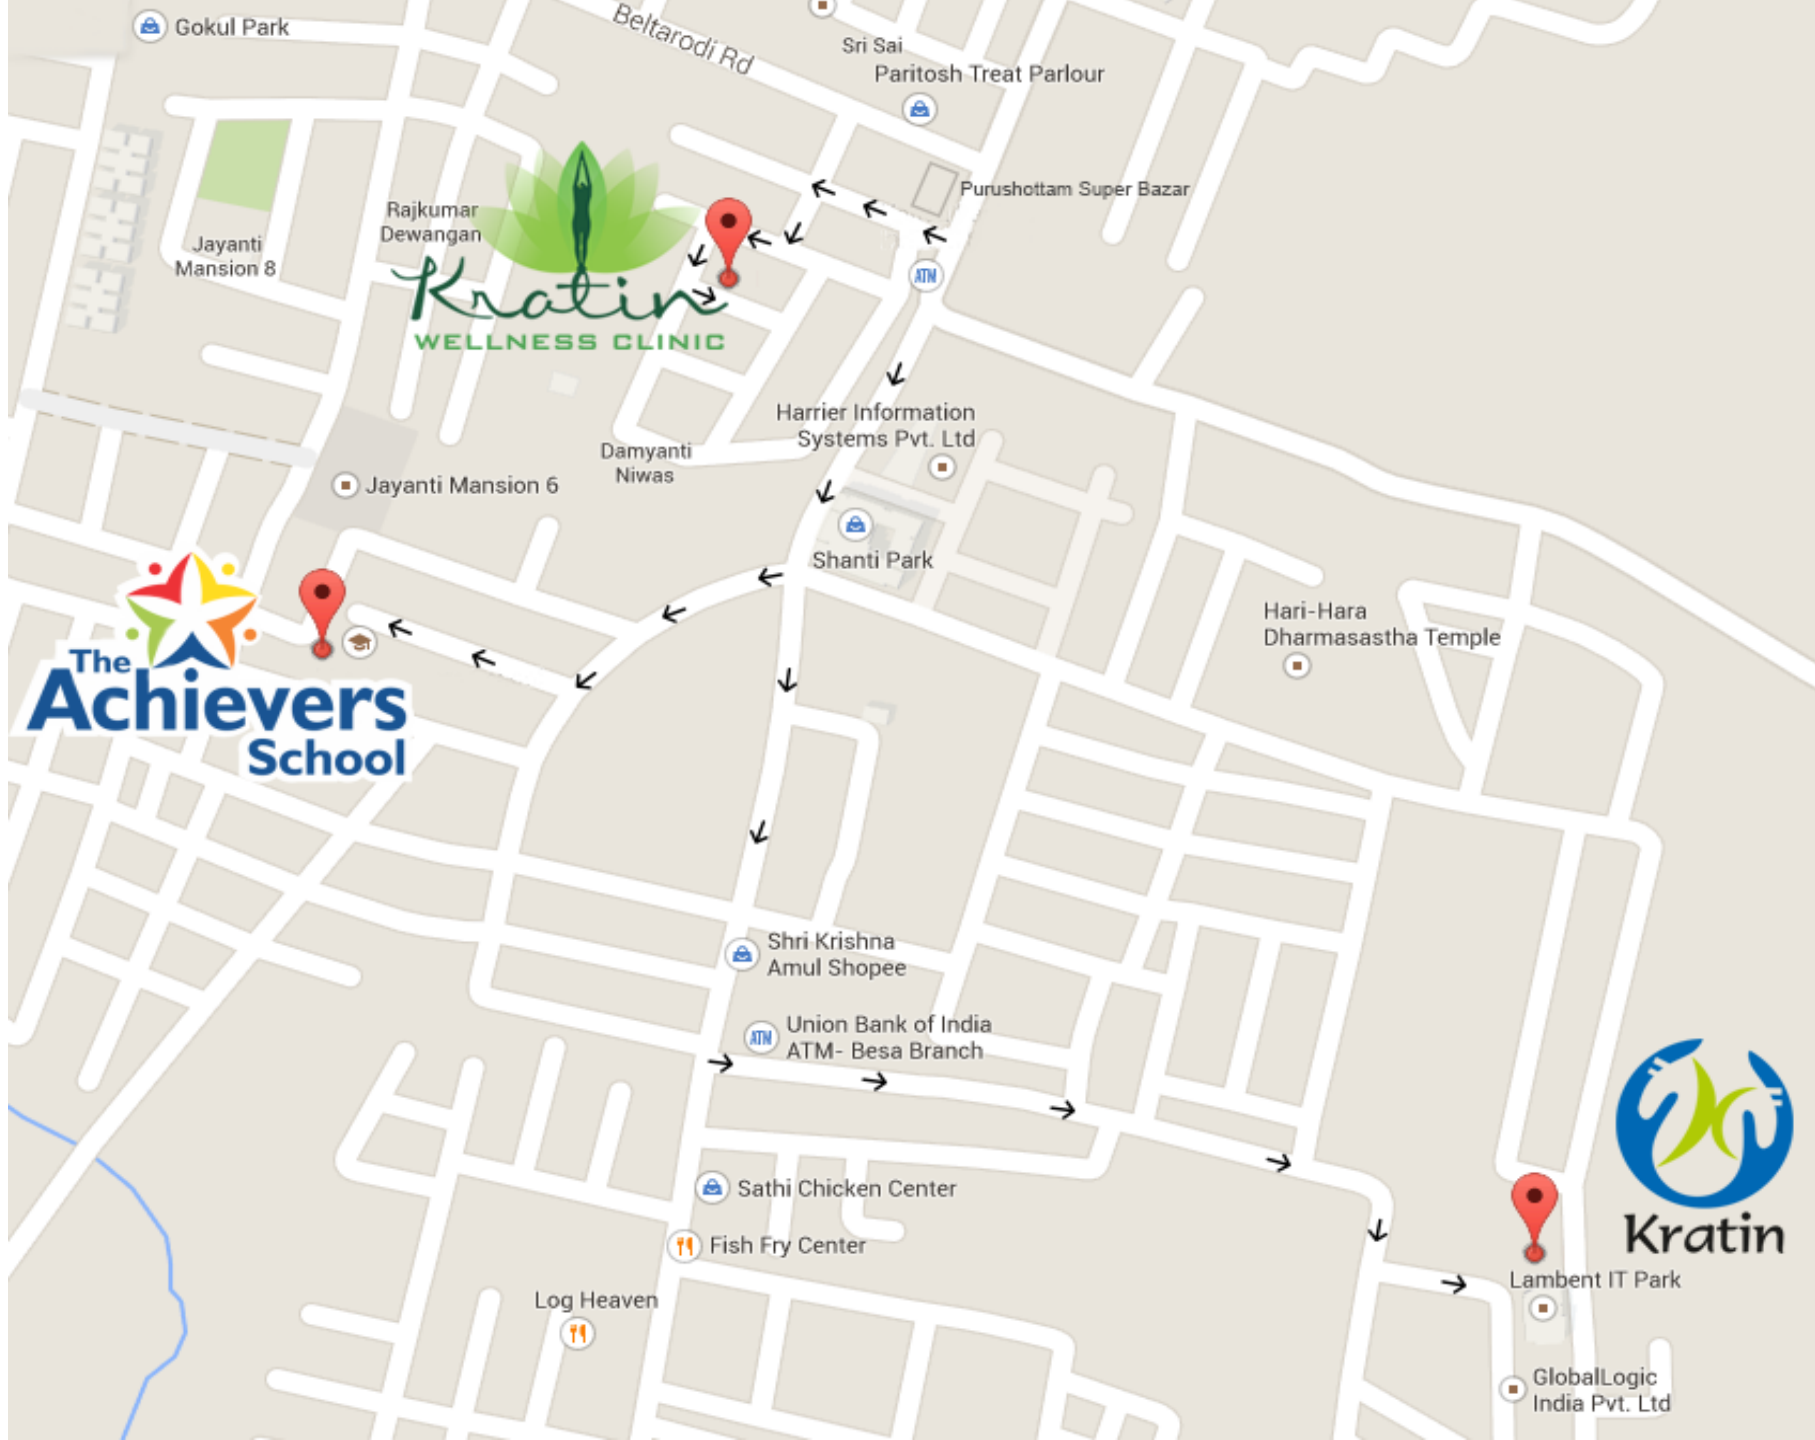 Gokul Park
Beltarodi Rd
Sri Sai
Paritosh Treat Parlour
Purushottam Super Bazar
Rajkumar
Dewangan
Jayanti
Mansion 8
Kratin
WELLNESS CLINIC
ATM
Harrier Information
Systems Pvt. Ltd
Damyanti
Niwas
Jayanti Mansion 6
Shanti Park
Hari-Hara
Dharmasastha Temple
The
Achievers
School
Shri Krishna
Amul Shopee
ATM
Union Bank of India
ATM- Besa Branch
Sathi Chicken Center
Fish Fry Center
Kratin
Lambent IT Park
Log Heaven
GlobalLogic
India Pvt. Ltd